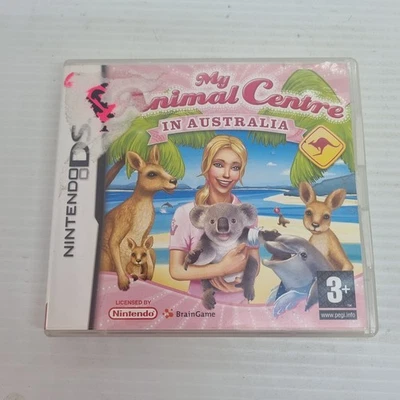 NINTENDO DS
My
Animal Centre
IN AUSTRALIA
LICENSED BY
Nintendo
BrainGame
3+
www.pegi.info